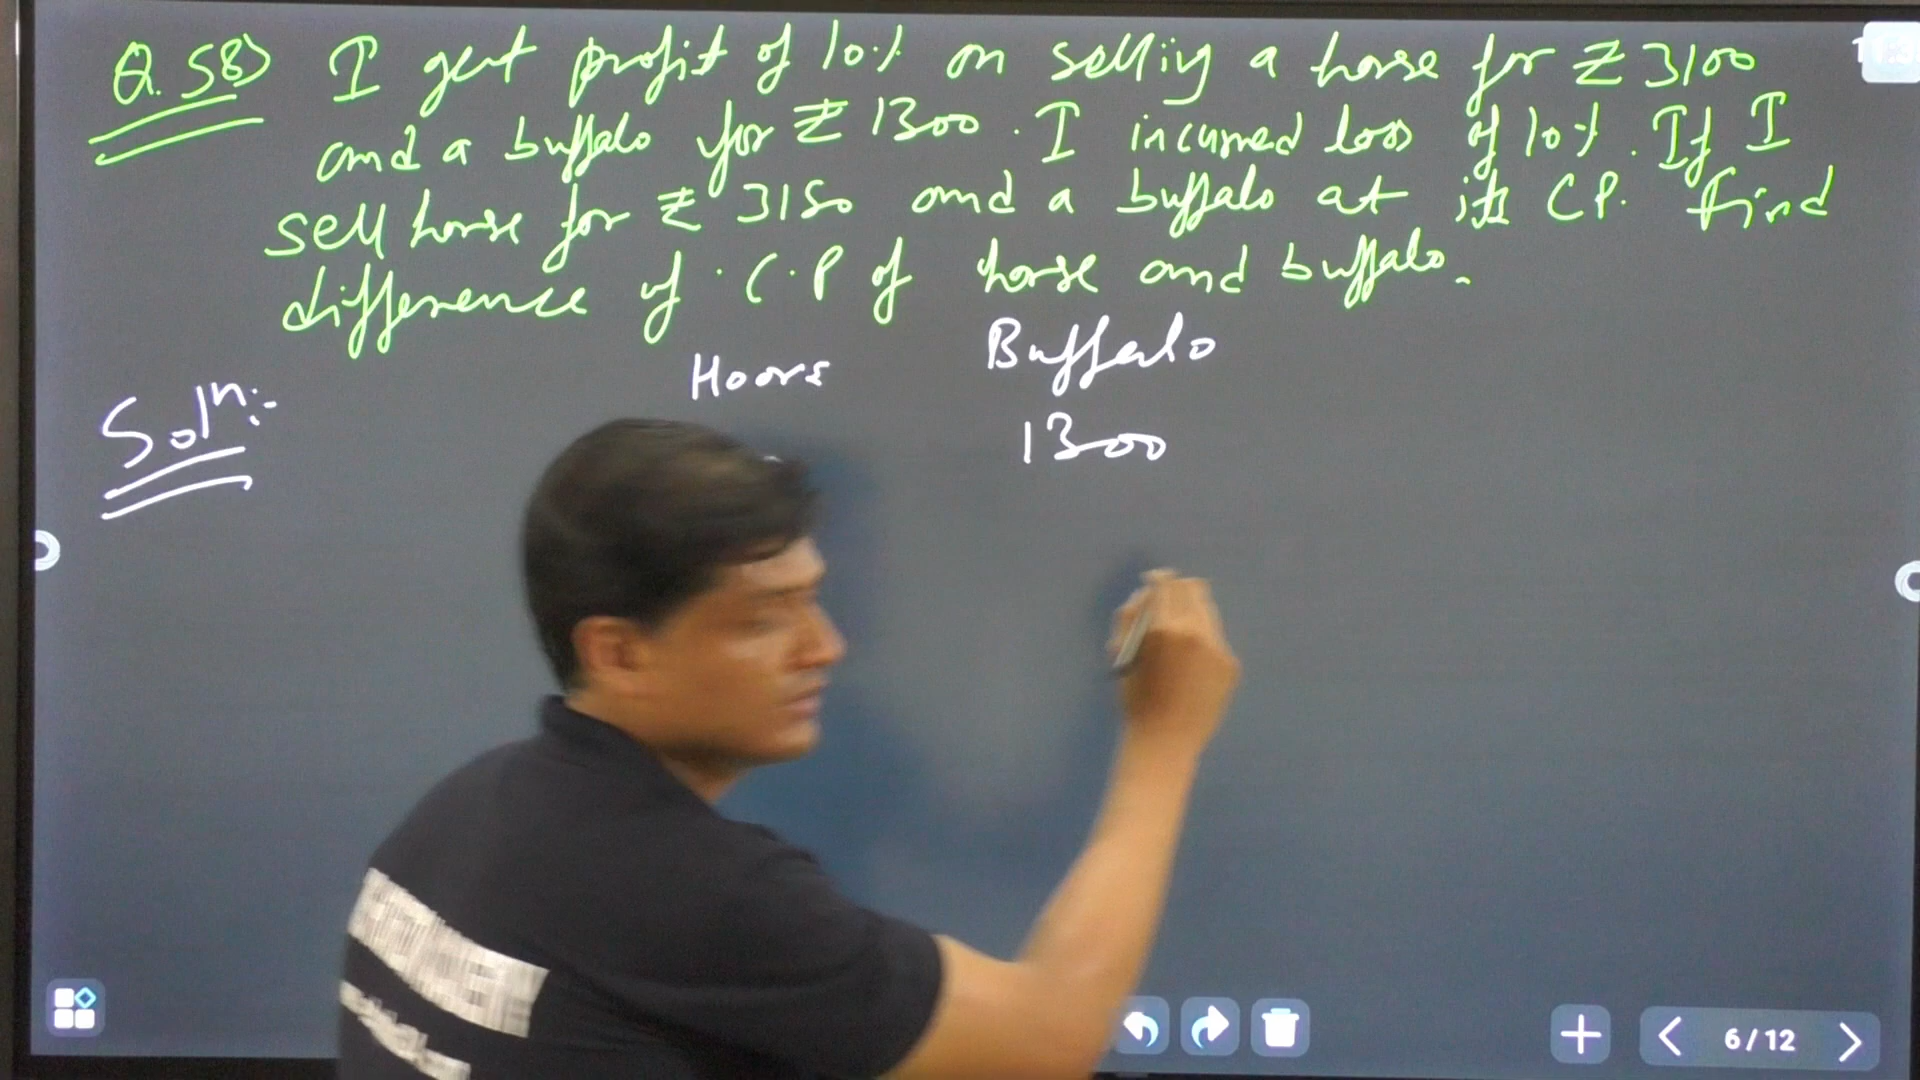 Q.58) I get profit of 10% on selling a horse for ₹ 3100
and a buffalo for ₹ 1300. I incurred loss of 10%. If I
sell horse for ₹ 3150 and a buffalo at its CP. Find
difference of C.P of horse and buffalo.
Hoors Buffalo
Solⁿ:-
1300
6/12